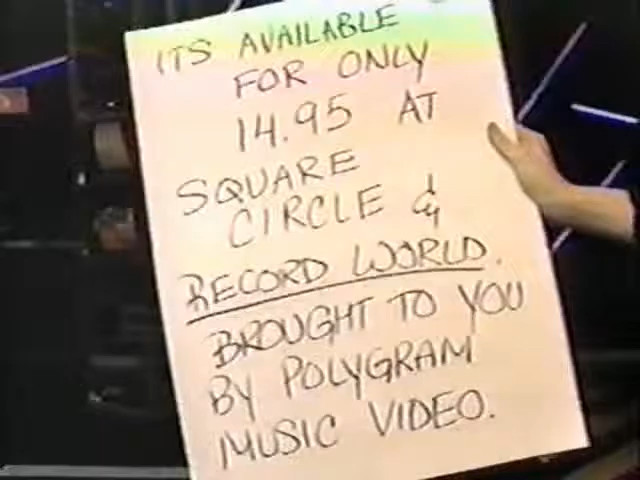 ITS AVAILABLE
FOR ONLY
14.95 AT
SQUARE
CIRCLE &
RECORD WORLD.
BROUGHT TO YOU
BY POLYGRAM
MUSIC VIDEO.